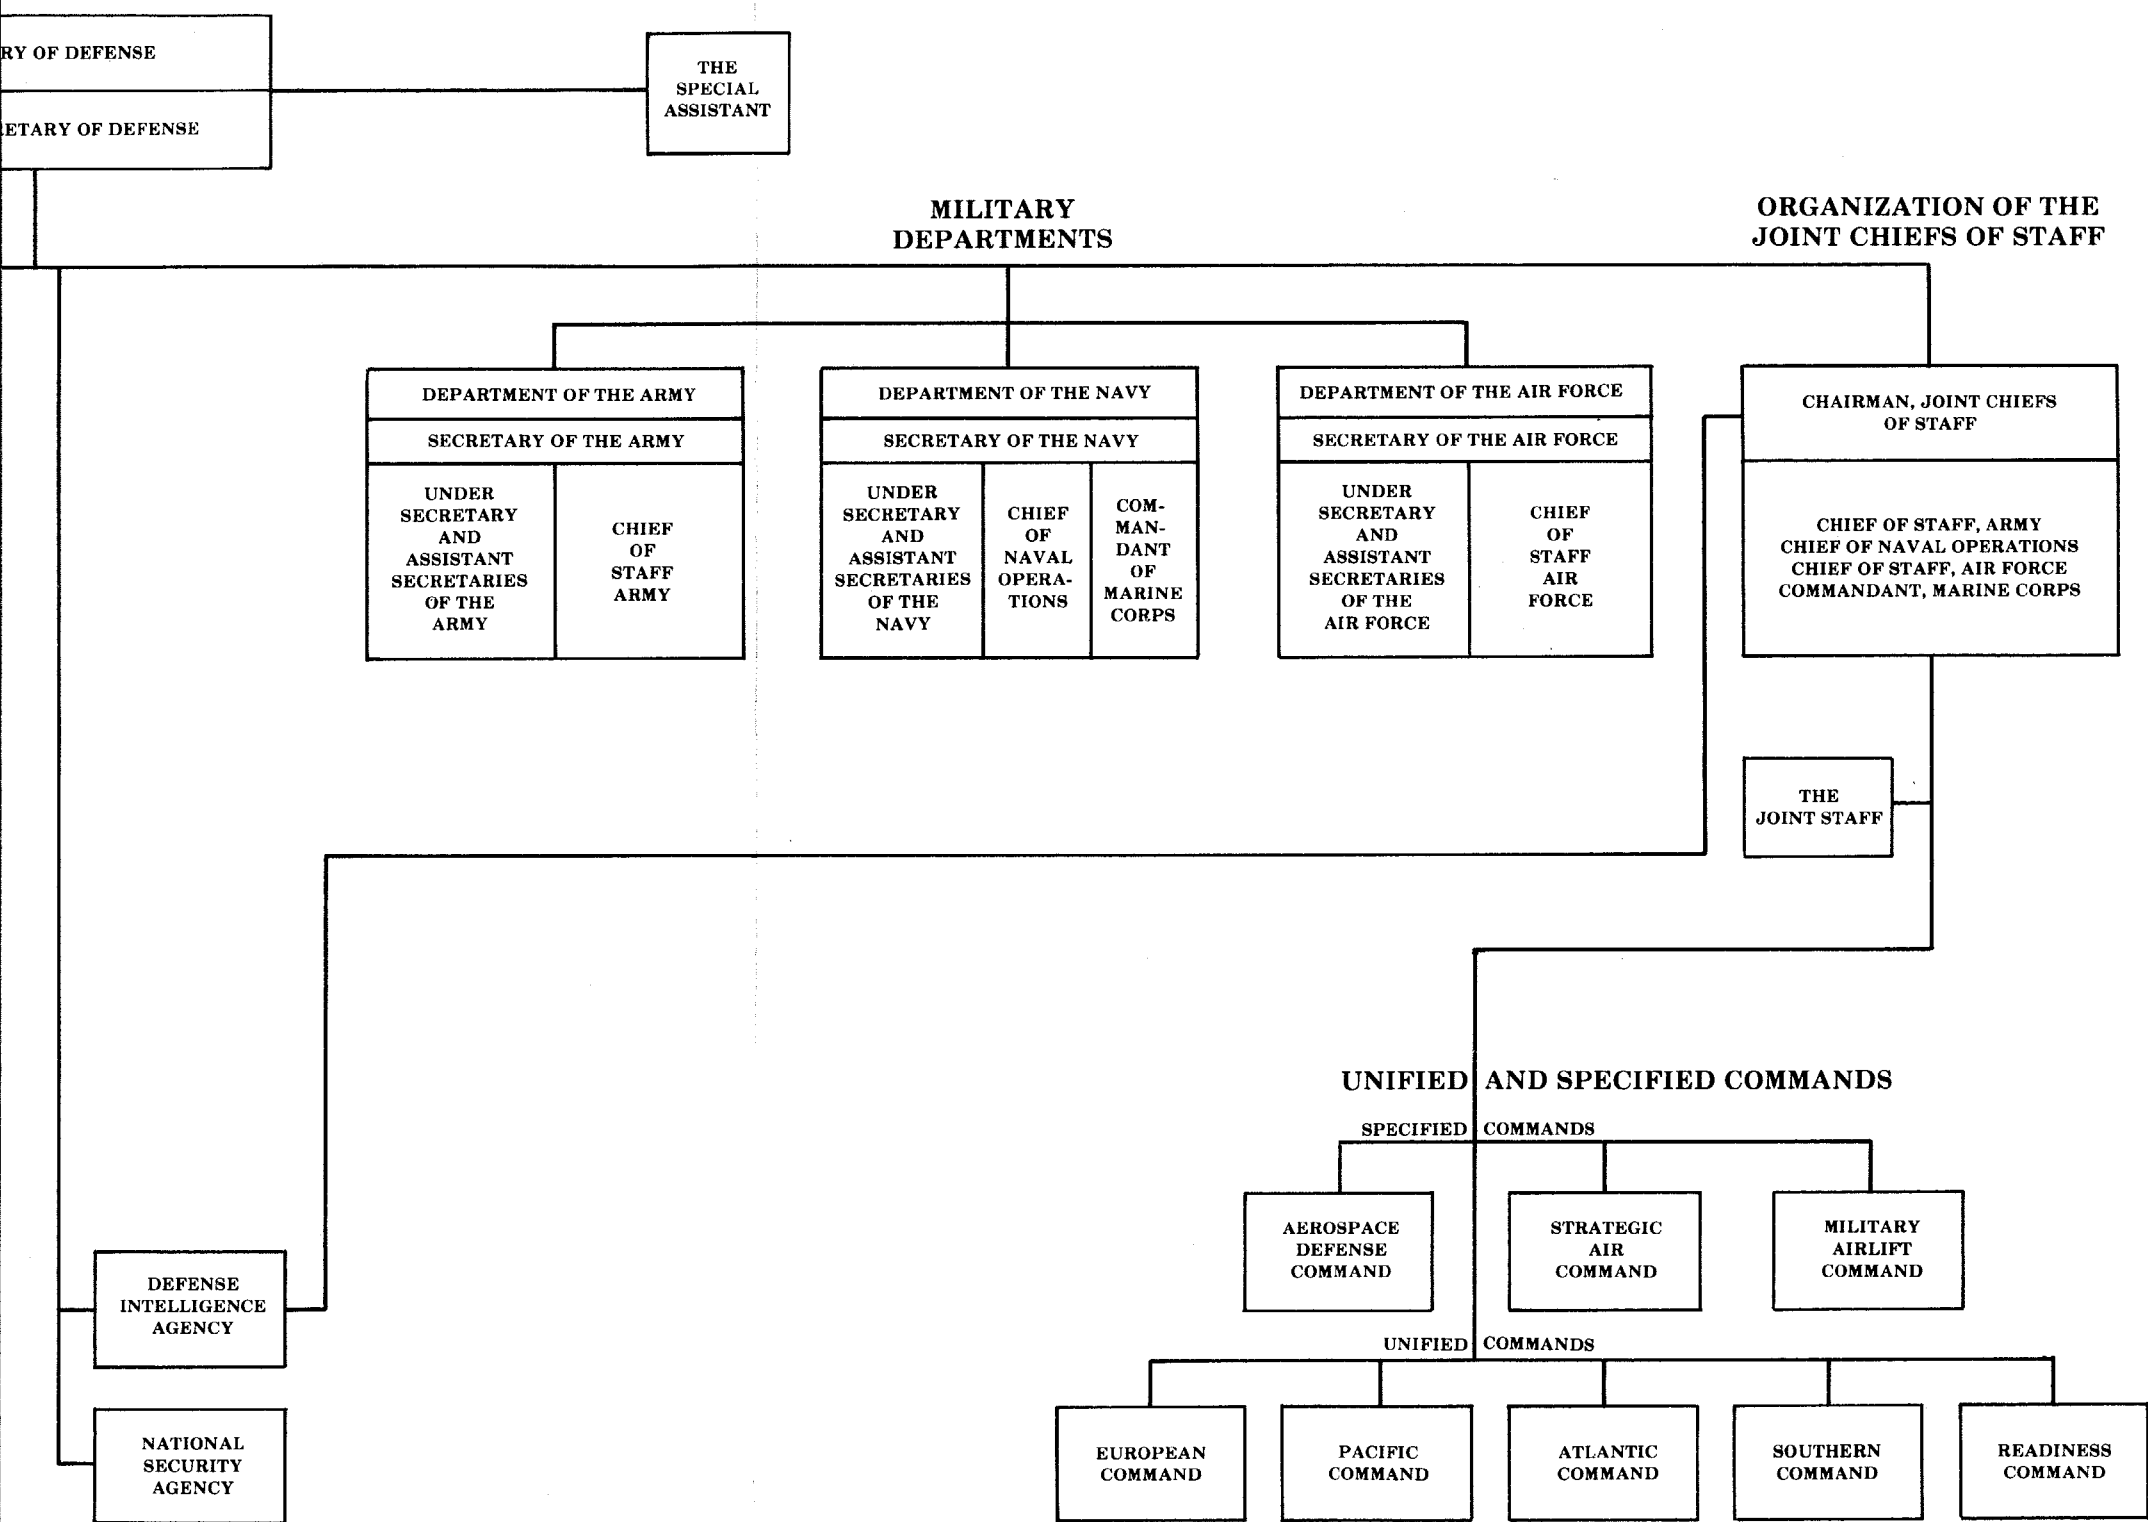 RY OF DEFENSE
ETARY OF DEFENSE
THE
SPECIAL
ASSISTANT
MILITARY
DEPARTMENTS
ORGANIZATION OF THE
JOINT CHIEFS OF STAFF
DEPARTMENT OF THE ARMY
SECRETARY OF THE ARMY
UNDER
SECRETARY
AND
ASSISTANT
SECRETARIES
OF THE
ARMY
CHIEF
OF
STAFF
ARMY
DEPARTMENT OF THE NAVY
SECRETARY OF THE NAVY
UNDER
SECRETARY
AND
ASSISTANT
SECRETARIES
OF THE
NAVY
CHIEF
OF
NAVAL
OPERA-
TIONS
COM-
MAN-
DANT
OF
MARINE
CORPS
DEPARTMENT OF THE AIR FORCE
SECRETARY OF THE AIR FORCE
UNDER
SECRETARY
AND
ASSISTANT
SECRETARIES
OF THE
AIR FORCE
CHIEF
OF
STAFF
AIR
FORCE
CHAIRMAN, JOINT CHIEFS
OF STAFF
CHIEF OF STAFF, ARMY
CHIEF OF NAVAL OPERATIONS
CHIEF OF STAFF, AIR FORCE
COMMANDANT, MARINE CORPS
THE
JOINT STAFF
UNIFIED AND SPECIFIED COMMANDS
SPECIFIED COMMANDS
AEROSPACE
DEFENSE
COMMAND
STRATEGIC
AIR
COMMAND
MILITARY
AIRLIFT
COMMAND
DEFENSE
INTELLIGENCE
AGENCY
UNIFIED COMMANDS
NATIONAL
SECURITY
AGENCY
EUROPEAN
COMMAND
PACIFIC
COMMAND
ATLANTIC
COMMAND
SOUTHERN
COMMAND
READINESS
COMMAND